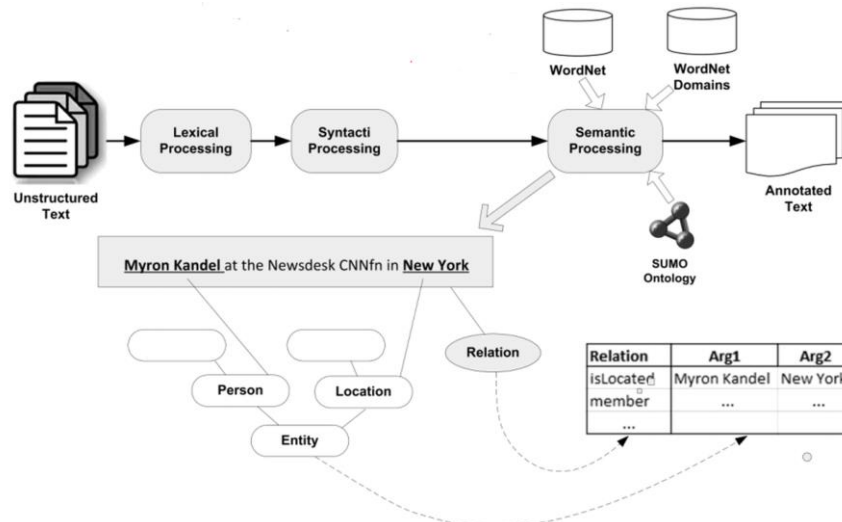 WordNet
WordNet
Domains
Lexical
Processing
Syntacti
Processing
Semantic
Processing
Unstructured
Text
Annotated
Text
SUMO
Ontology
Myron Kandel at the Newsdesk CNNfn in New York
Relation
Person
Location
Entity
Relation Arg1 Arg2
isLocated Myron Kandel New York
member ... ...
...